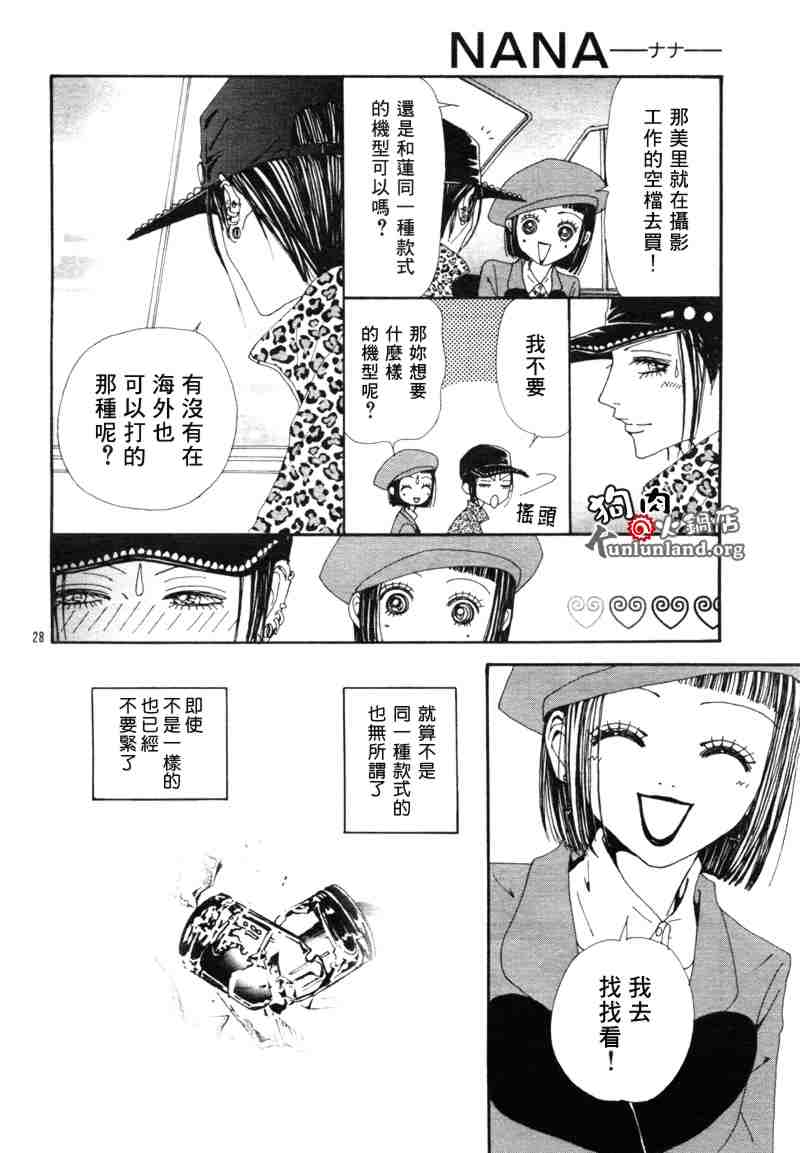 NANA——ナナ——
那美里就在攝影
工作的空檔去買！
還是和蓮同一種款式
的機型可以嗎？
我不要
那妳想要
什麼樣
的機型呢？
搖頭
有沒有在
海外也
可以打的
那種呢？
狗肉火鍋店
Kunlunland.org
28
就算不是
同一種款式的
也無所謂了
即使
不是一樣的
也已經
不要緊了
我去
找找看！